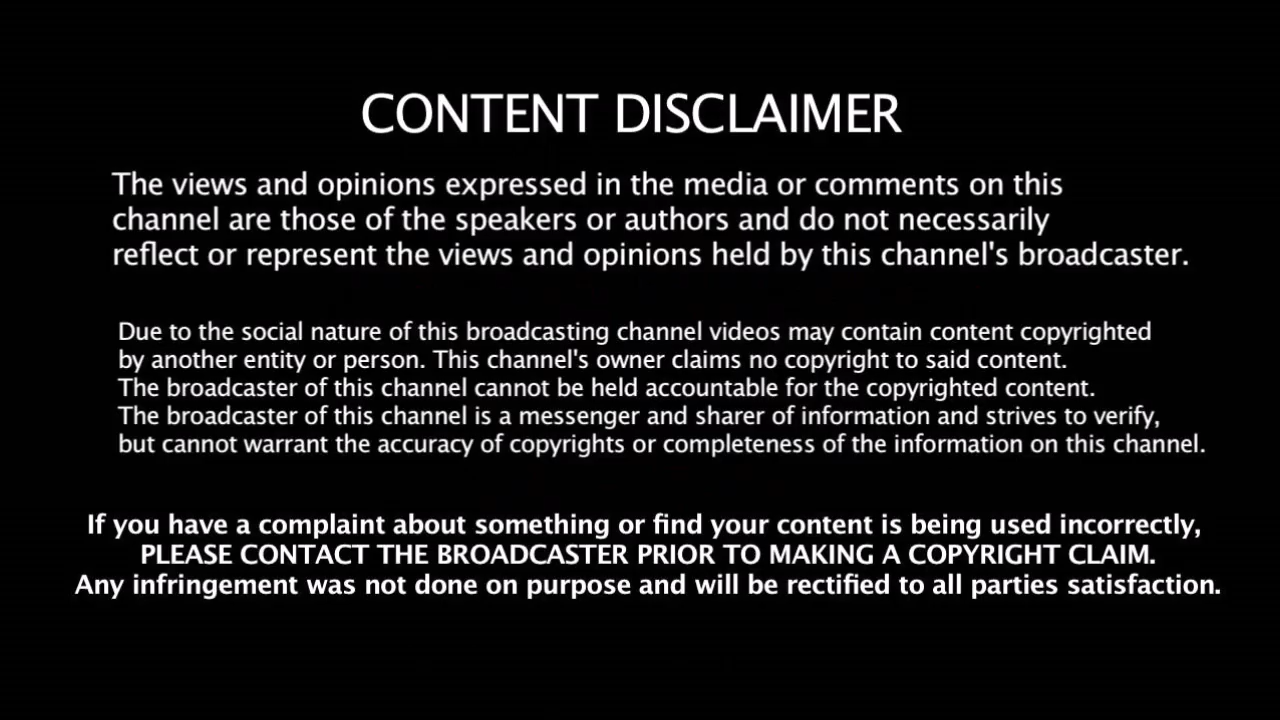 CONTENT DISCLAIMER
The views and opinions expressed in the media or comments on this
channel are those of the speakers or authors and do not necessarily
reflect or represent the views and opinions held by this channel's broadcaster.
Due to the social nature of this broadcasting channel videos may contain content copyrighted
by another entity or person. This channel's owner claims no copyright to said content.
The broadcaster of this channel cannot be held accountable for the copyrighted content.
The broadcaster of this channel is a messenger and sharer of information and strives to verify,
but cannot warrant the accuracy of copyrights or completeness of the information on this channel.
If you have a complaint about something or find your content is being used incorrectly,
PLEASE CONTACT THE BROADCASTER PRIOR TO MAKING A COPYRIGHT CLAIM.
Any infringement was not done on purpose and will be rectified to all parties satisfaction.